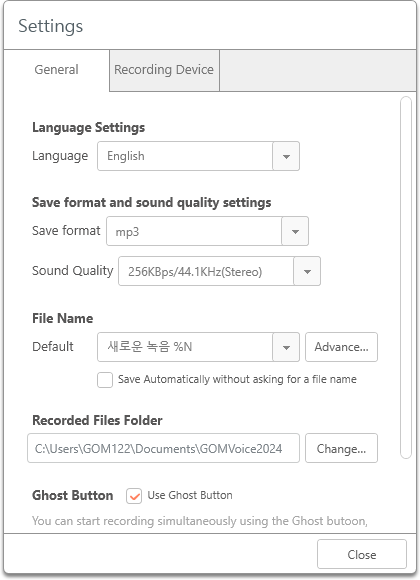 Settings
General
Recording Device
Language Settings
Language English
Save format and sound quality settings
Save format mp3
Sound Quality 256KBps/44.1KHz(Stereo)
File Name
Default 새로운 녹음 %N Advance...
Save Automatically without asking for a file name
Recorded Files Folder
C:\Users\GOM122\Documents\GOMVoice2024 Change...
Ghost Button Use Ghost Button
You can start recording simultaneously using the Ghost butoon,
Close